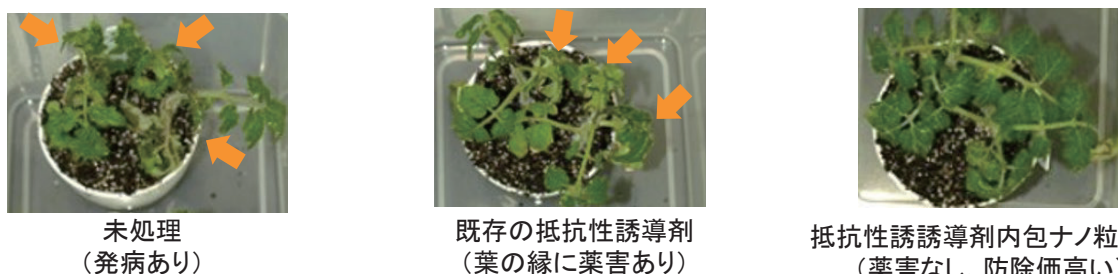 未処理
(発病あり)
既存の抵抗性誘導剤
(葉の縁に薬害あり)
抵抗性誘誘導剤内包ナノ粒
(薬害なし、防除価高い